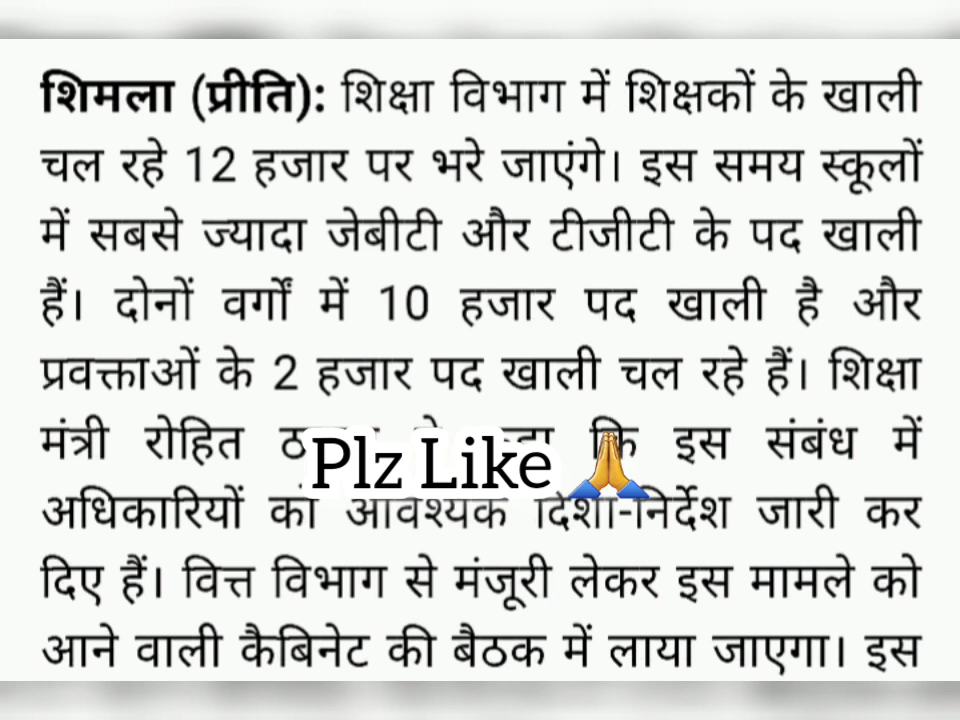 शिमला (प्रीति): शिक्षा विभाग में शिक्षकों के खाली
चल रहे 12 हजार पर भरे जाएंगे। इस समय स्कूलों
में सबसे ज्यादा जेबीटी और टीजीटी के पद खाली
हैं। दोनों वर्गों में 10 हजार पद खाली है और
प्रवक्ताओं के 2 हजार पद खाली चल रहे हैं। शिक्षा
मंत्री रोहित कि इस संबंध में
Plz Like 🙏
अधिकारियों को आवश्यक दिशा-निर्देश जारी कर
दिए हैं। वित्त विभाग से मंजूरी लेकर इस मामले को
आने वाली कैबिनेट की बैठक में लाया जाएगा। इस